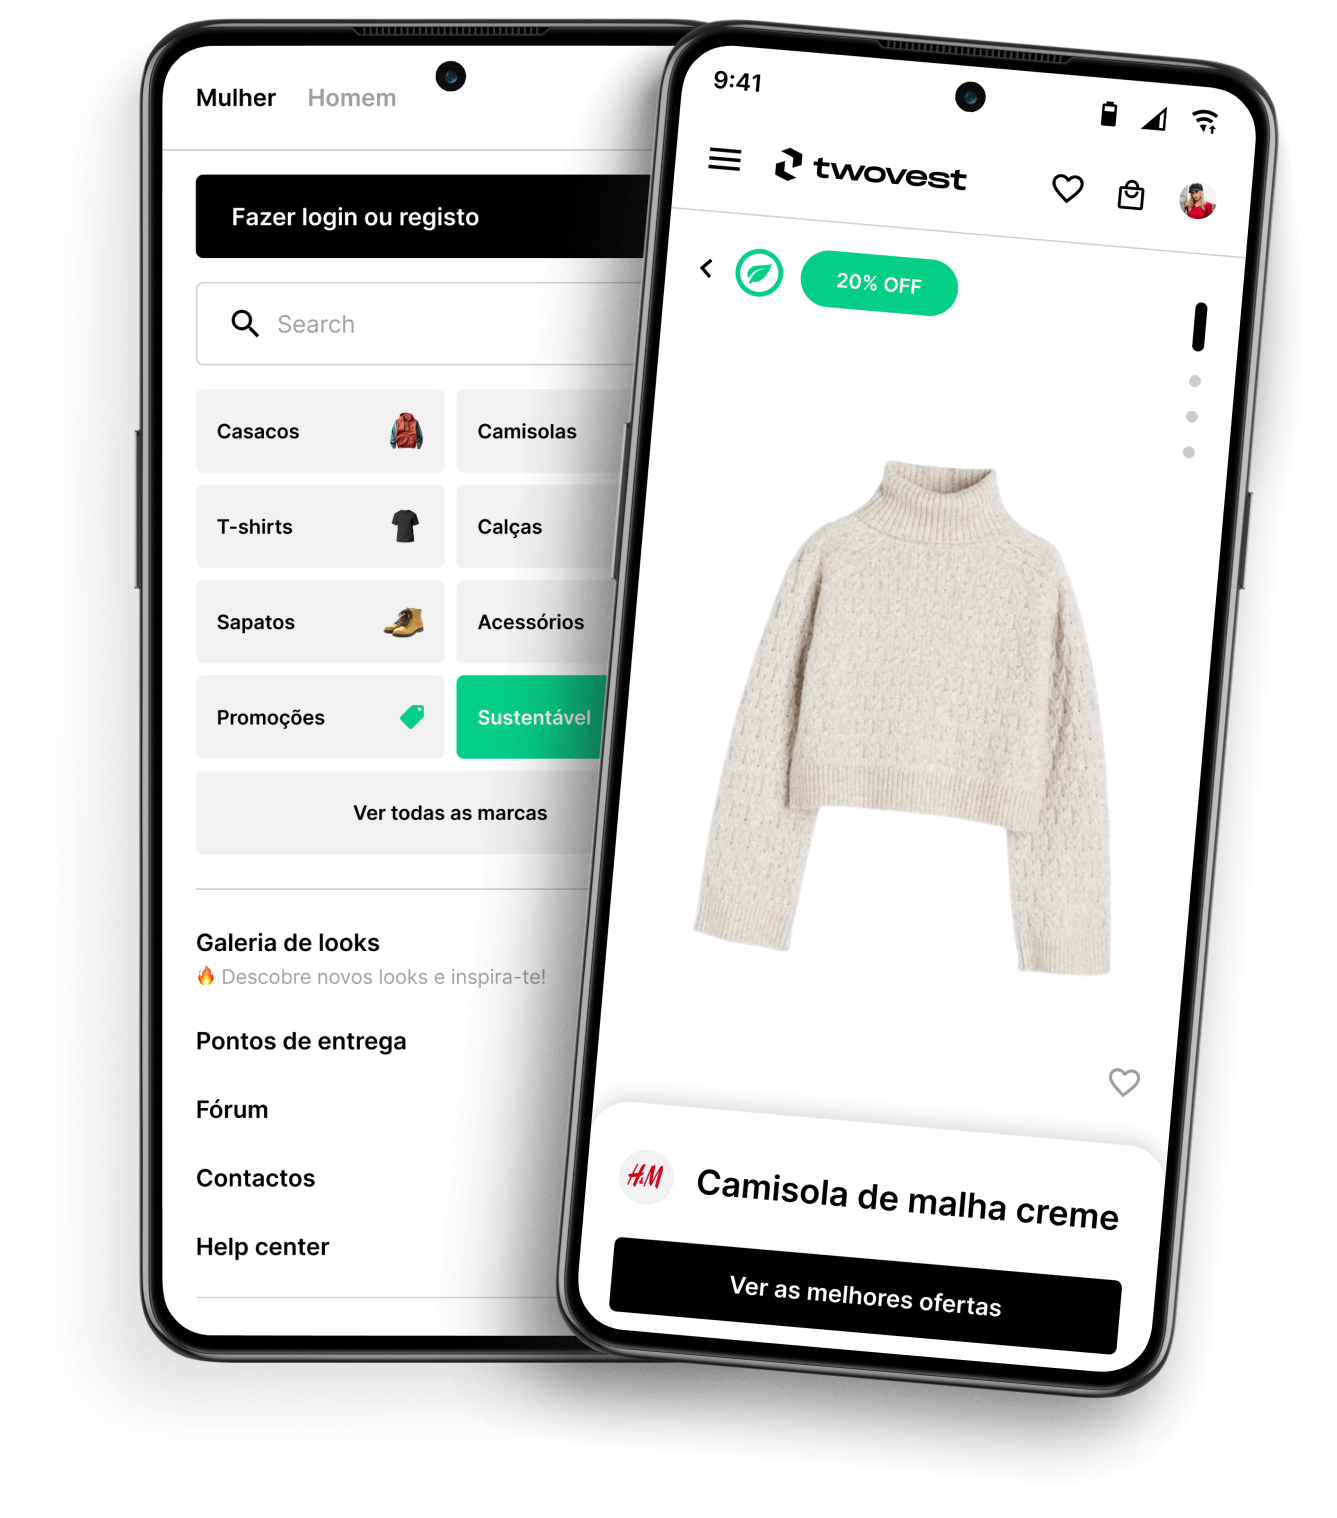 Mulher Homem
Fazer login ou registo
Search
Casacos
Camisolas
T-shirts
Calças
Sapatos
Acessórios
Promoções
Sustentável
Ver todas as marcas
Galeria de looks
🔥 Descobre novos looks e inspira-te!
Pontos de entrega
Fórum
Contactos
Help center
9:41
twovest
20% OFF
H&M
Camisola de malha creme
Ver as melhores ofertas